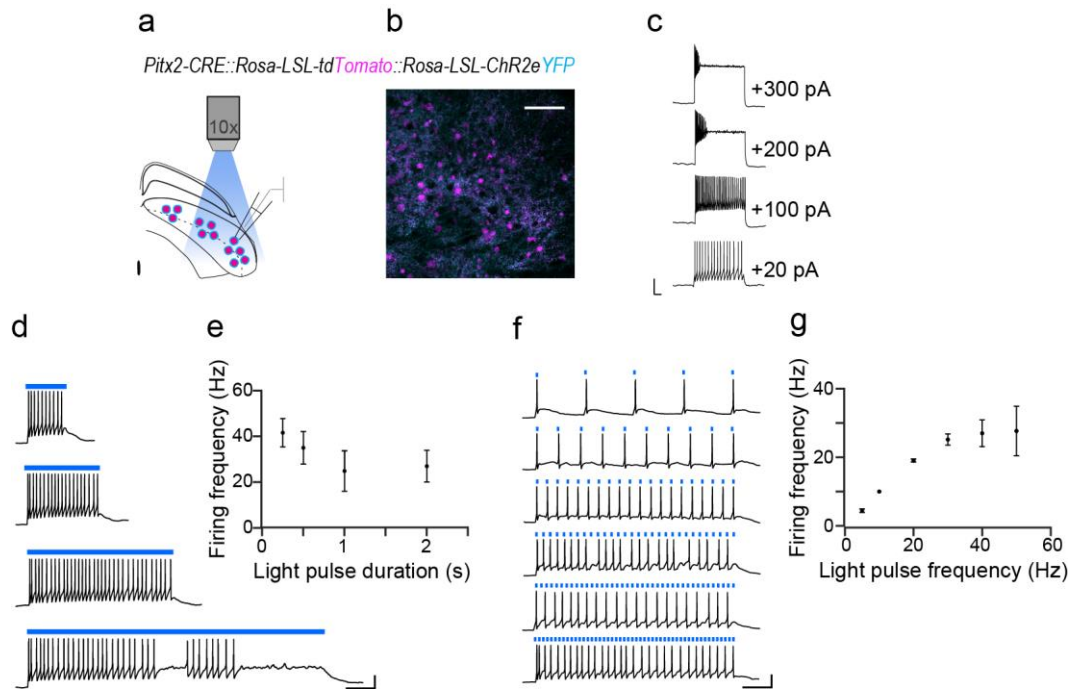 a
b
c
Pitx2-CRE::Rosa-LSL-tdTomato::Rosa-LSL-ChR2eYFP
10x
+300 pA
+200 pA
+100 pA
+20 pA
d
e
f
g
Firing frequency (Hz)
60
40
20
0
0
1
2
Light pulse duration (s)
Firing frequency (Hz)
40
20
0
0
20
40
60
Light pulse frequency (Hz)